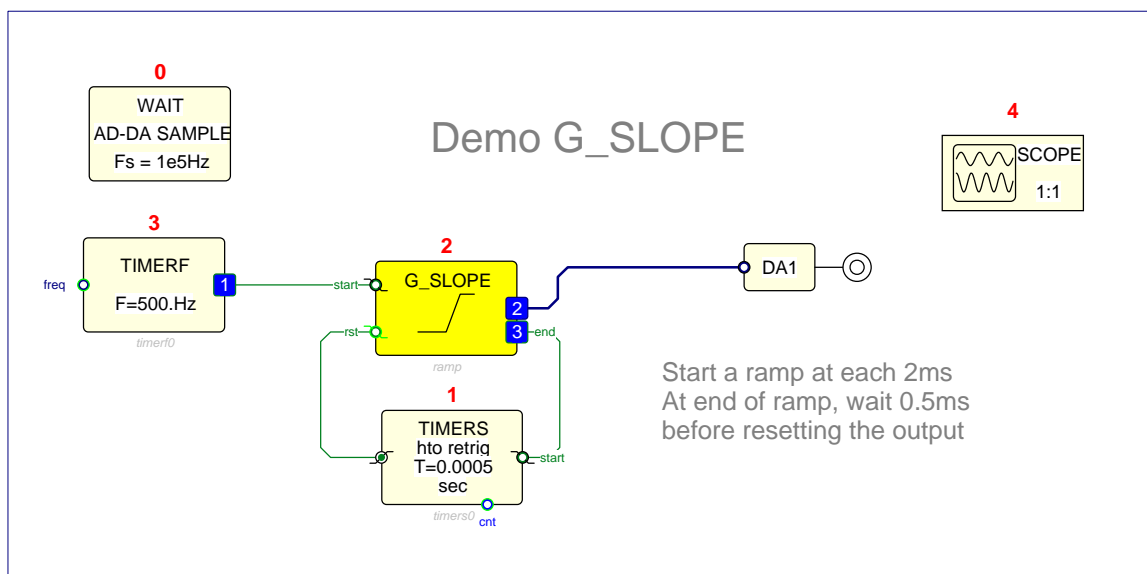 0
WAIT
AD-DA SAMPLE
Fs = 1e5Hz
Demo G_SLOPE
4
SCOPE
1:1
3
TIMERF
F=500.Hz
freq
1
timerf0
2
G_SLOPE
start
rst
2
3
end
ramp
DA1
1
TIMERS
hto retrig
T=0.0005
sec
start
timers0
cnt
Start a ramp at each 2ms
At end of ramp, wait 0.5ms
before resetting the output